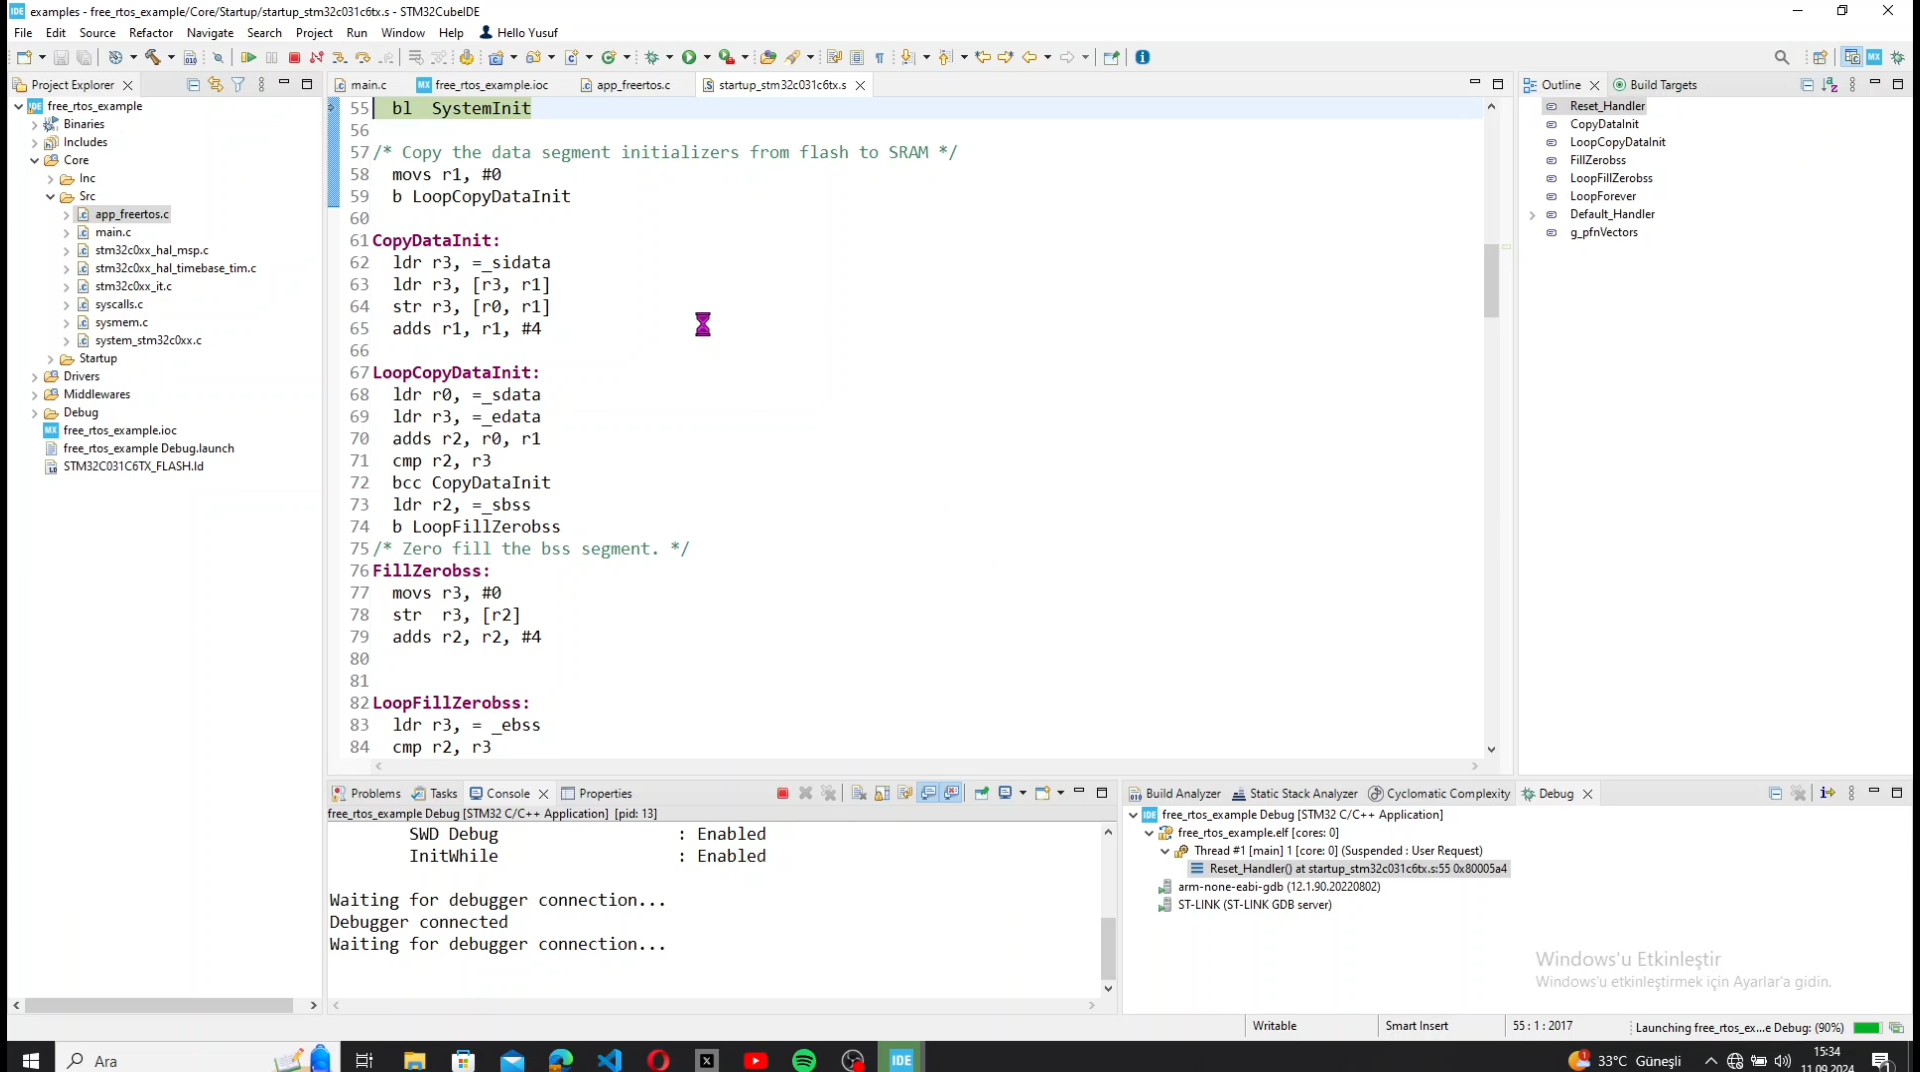 IDE examples - free_rtos_example/Core/Startup/startup_stm32c031c6tx.s - STM32CubeIDE
File Edit Source Refactor Navigate Search Project Run Window Help Hello Yusuf
Project Explorer
main.c
MX free_rtos_example.ioc
app_freertos.c
startup_stm32c031c6tx.s
Outline
Build Targets
free_rtos_example
Binaries
Includes
Core
Inc
Src
app_freertos.c
main.c
stm32c0xx_hal_msp.c
stm32c0xx_hal_timebase_tim.c
stm32c0xx_it.c
syscalls.c
sysmem.c
system_stm32c0xx.c
Startup
Drivers
Middlewares
Debug
MX free_rtos_example.ioc
free_rtos_example Debug.launch
STM32C031C6TX_FLASH.ld
55 bl SystemInit
56
57 /* Copy the data segment initializers from flash to SRAM */
58 movs r1, #0
59 b LoopCopyDataInit
60
61 CopyDataInit:
62 ldr r3, =_sidata
63 ldr r3, [r3, r1]
64 str r3, [r0, r1]
65 adds r1, r1, #4
66
67 LoopCopyDataInit:
68 ldr r0, =_sdata
69 ldr r3, =_edata
70 adds r2, r0, r1
71 cmp r2, r3
72 bcc CopyDataInit
73 ldr r2, =_sbss
74 b LoopFillZerobss
75 /* Zero fill the bss segment. */
76 FillZerobss:
77 movs r3, #0
78 str r3, [r2]
79 adds r2, r2, #4
80
81
82 LoopFillZerobss:
83 ldr r3, = _ebss
84 cmp r2, r3
Reset_Handler
CopyDataInit
LoopCopyDataInit
FillZerobss
LoopFillZerobss
LoopForever
Default_Handler
g_pfnVectors
Problems Tasks Console Properties
free_rtos_example Debug [STM32 C/C++ Application] [pid: 13]
SWD Debug : Enabled
InitWhile : Enabled
Waiting for debugger connection...
Debugger connected
Waiting for debugger connection...
Build Analyzer Static Stack Analyzer Cyclomatic Complexity Debug
IDE free_rtos_example Debug [STM32 C/C++ Application]
free_rtos_example.elf [cores: 0]
Thread #1 [main] 1 [core: 0] (Suspended : User Request)
Reset_Handler() at startup_stm32c031c6tx.s:55 0x80005a4
arm-none-eabi-gdb (12.1.90.20220802)
ST-LINK (ST-LINK GDB server)
Windows'u Etkinleştir
Windows'u etkinleştirmek için Ayarlar'a gidin.
Writable
Smart Insert
55 : 1 : 2017
Launching free_rtos_ex...e Debug: (90%)
Ara
IDE
33°C Güneşli
15:34
11.09.2024